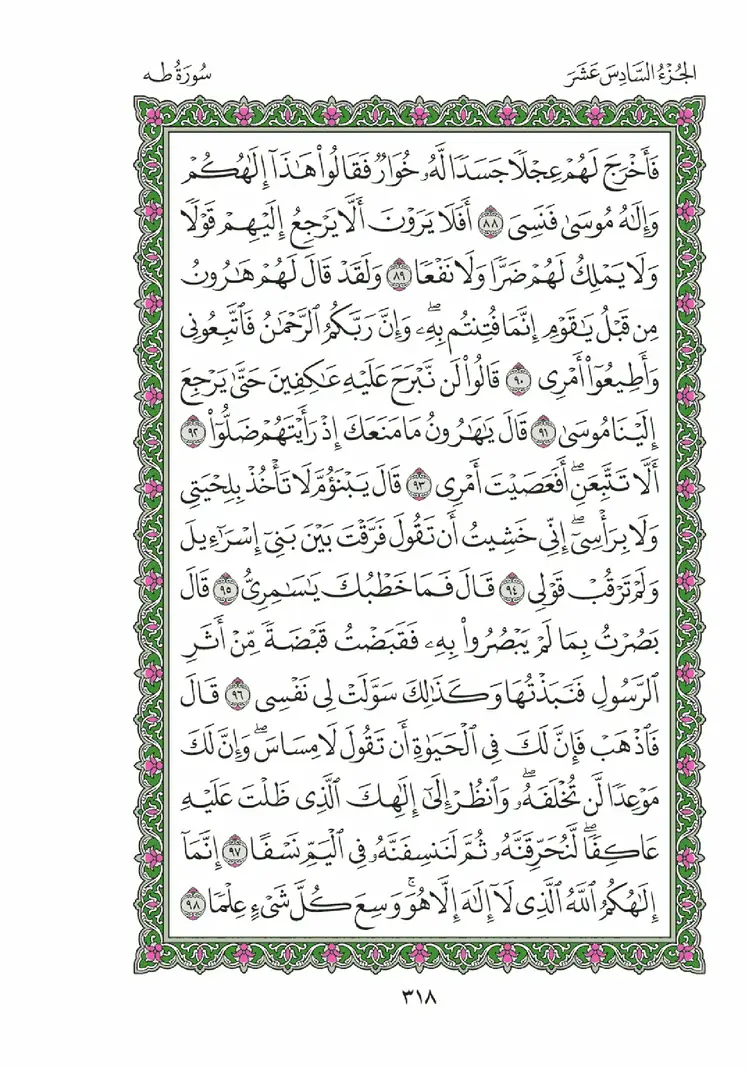 الجُزْءُ السَّادِسَ عَشَرَ
سُورَةُ طه
فَأَخْرَجَ لَهُمْ عِجْلًا جَسَدًا لَّهُۥ خُوَارٌ فَقَالُوا۟ هَٰذَآ إِلَٰهُكُمْ
وَإِلَٰهُ مُوسَىٰ فَنَسِىَ ٨٨ أَفَلَا يَرَوْنَ أَلَّا يَرْجِعُ إِلَيْهِمْ قَوْلًا
وَلَا يَمْلِكُ لَهُمْ ضَرًّا وَلَا نَفْعًا ٨٩ وَلَقَدْ قَالَ لَهُمْ هَٰرُونُ
مِن قَبْلُ يَٰقَوْمِ إِنَّمَا فُتِنتُم بِهِۦۖ وَإِنَّ رَبَّكُمُ ٱلرَّحْمَٰنُ فَٱتَّبِعُونِى
وَأَطِيعُوٓا۟ أَمْرِى ٩٠ قَالُوا۟ لَن نَّبْرَحَ عَلَيْهِ عَٰكِفِينَ حَتَّىٰ يَرْجِعَ
إِلَيْنَا مُوسَىٰ ٩١ قَالَ يَٰهَٰرُونُ مَا مَنَعَكَ إِذْ رَأَيْتَهُمْ ضَلُّوٓا۟ ٩٢
أَلَّا تَتَّبِعَنِۖ أَفَعَصَيْتَ أَمْرِى ٩٣ قَالَ يَبْنَؤُمَّ لَا تَأْخُذْ بِلِحْيَتِى
وَلَا بِرَأْسِىٓۖ إِنِّى خَشِيتُ أَن تَقُولَ فَرَّقْتَ بَيْنَ بَنِىٓ إِسْرَٰٓءِيلَ
وَلَمْ تَرْقُبْ قَوْلِى ٩٤ قَالَ فَمَا خَطْبُكَ يَٰسَٰمِرِىُّ ٩٥ قَالَ
بَصُرْتُ بِمَا لَمْ يَبْصُرُوا۟ بِهِۦ فَقَبَضْتُ قَبْضَةً مِّنْ أَثَرِ
ٱلرَّسُولِ فَنَبَذْتُهَا وَكَذَٰلِكَ سَوَّلَتْ لِى نَفْسِى ٩٦ قَالَ
فَٱذْهَبْ فَإِنَّ لَكَ فِى ٱلْحَيَوٰةِ أَن تَقُولَ لَا مِسَاسَۖ وَإِنَّ لَكَ
مَوْعِدًا لَّن تُخْلَفَهُۥۖ وَٱنظُرْ إِلَىٰٓ إِلَٰهِكَ ٱلَّذِى ظَلْتَ عَلَيْهِ
عَاكِفًاۖ لَّنُحَرِّقَنَّهُۥ ثُمَّ لَنَنسِفَنَّهُۥ فِى ٱلْيَمِّ نَسْفًا ٩٧ إِنَّمَآ
إِلَٰهُكُمُ ٱللَّهُ ٱلَّذِى لَآ إِلَٰهَ إِلَّا هُوَۚ وَسِعَ كُلَّ شَىْءٍ عِلْمًا ٩٨
٣١٨